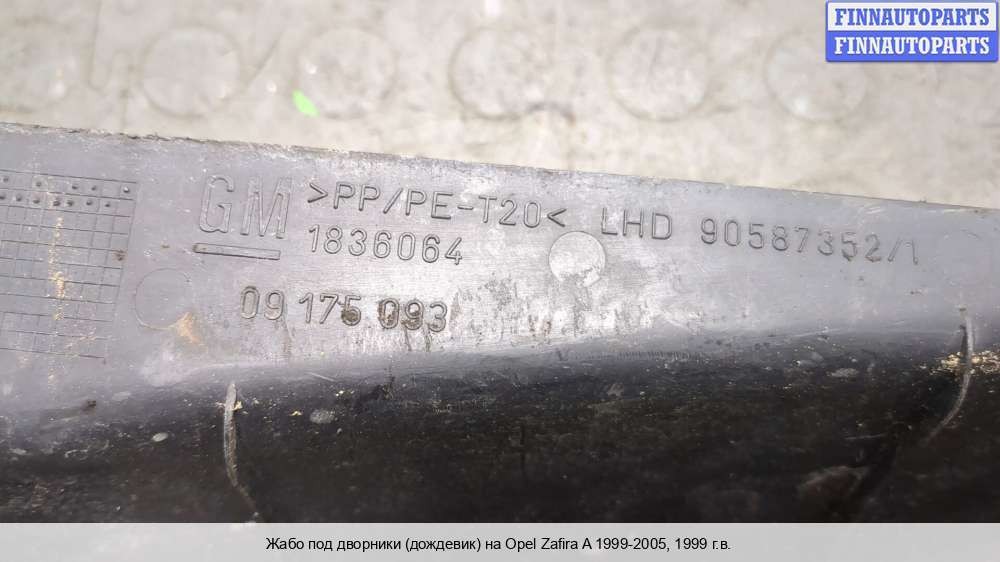 FINNAUTOPARTS
FINNAUTOPARTS
GM >PP/PE-T20< LHD 90587352/1
1836064
09 175 093
Жабо под дворники (дождевик) на Opel Zafira A 1999-2005, 1999 г.в.